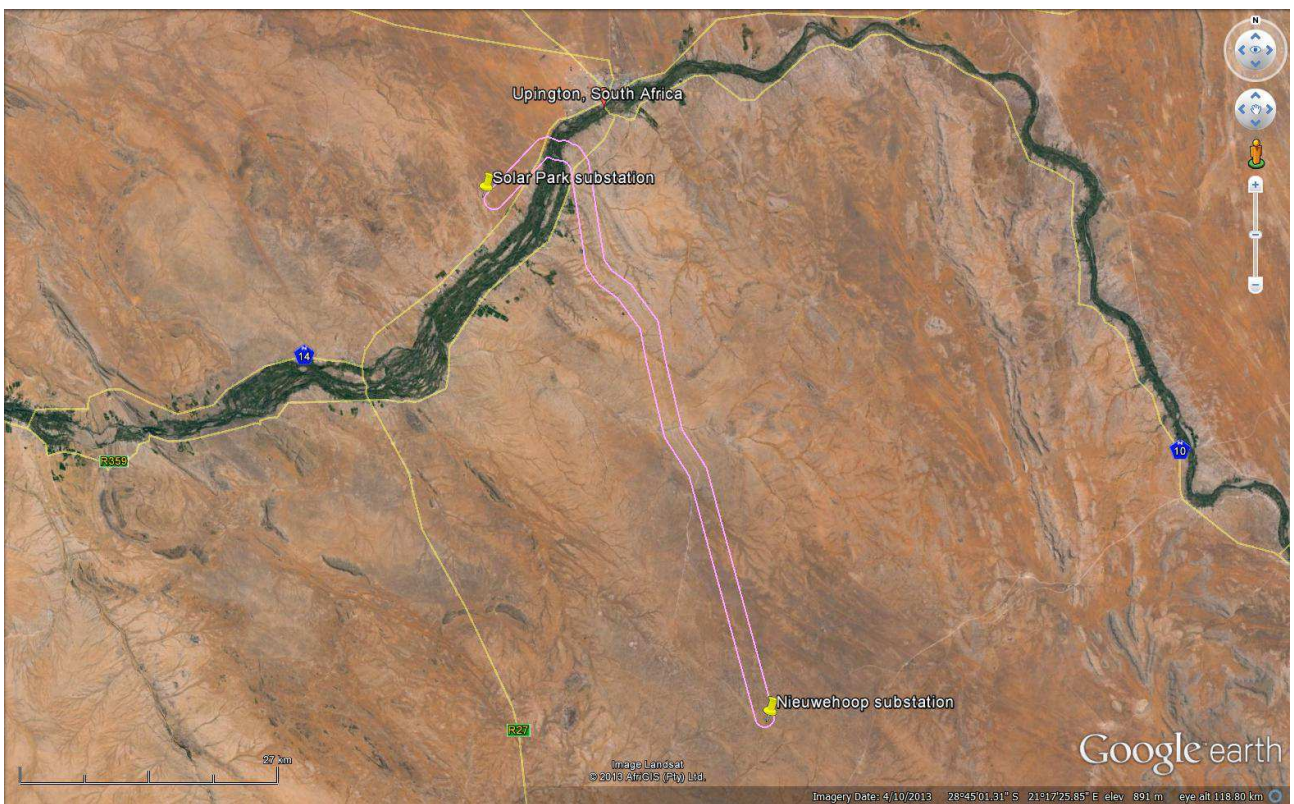 N
Upington, South Africa
Solar Park substation
14
R359
10
Nieuwehoop substation
R27
27 km
Image Landsat
© 2013 AfriGIS (Pty) Ltd.
Google earth
Imagery Date: 4/10/2013 28°45'01.31" S 21°17'25.85" E elev 891 m eye alt 118.80 km